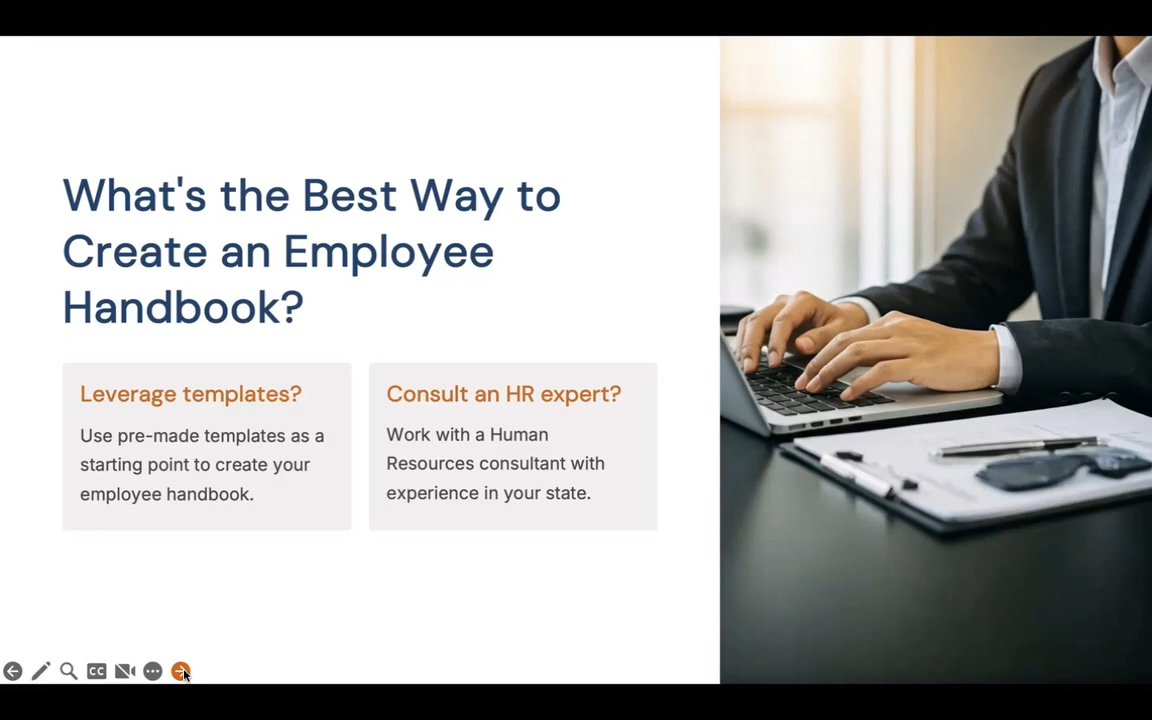 What's the Best Way to
Create an Employee
Handbook?
Leverage templates?
Use pre-made templates as a
starting point to create your
employee handbook.
Consult an HR expert?
Work with a Human
Resources consultant with
experience in your state.
CC